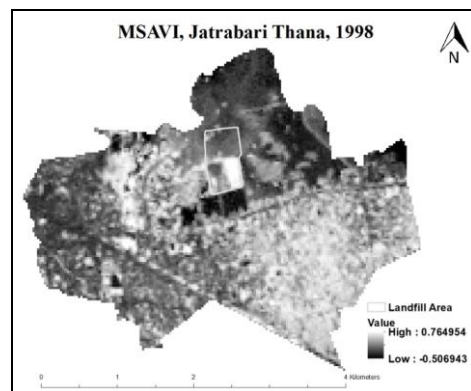 MSAVI, Jatrabari Thana, 1998
N
Landfill Area
Value
High : 0.764954
Low : -0.506943
0 1 2 4 Kilometers